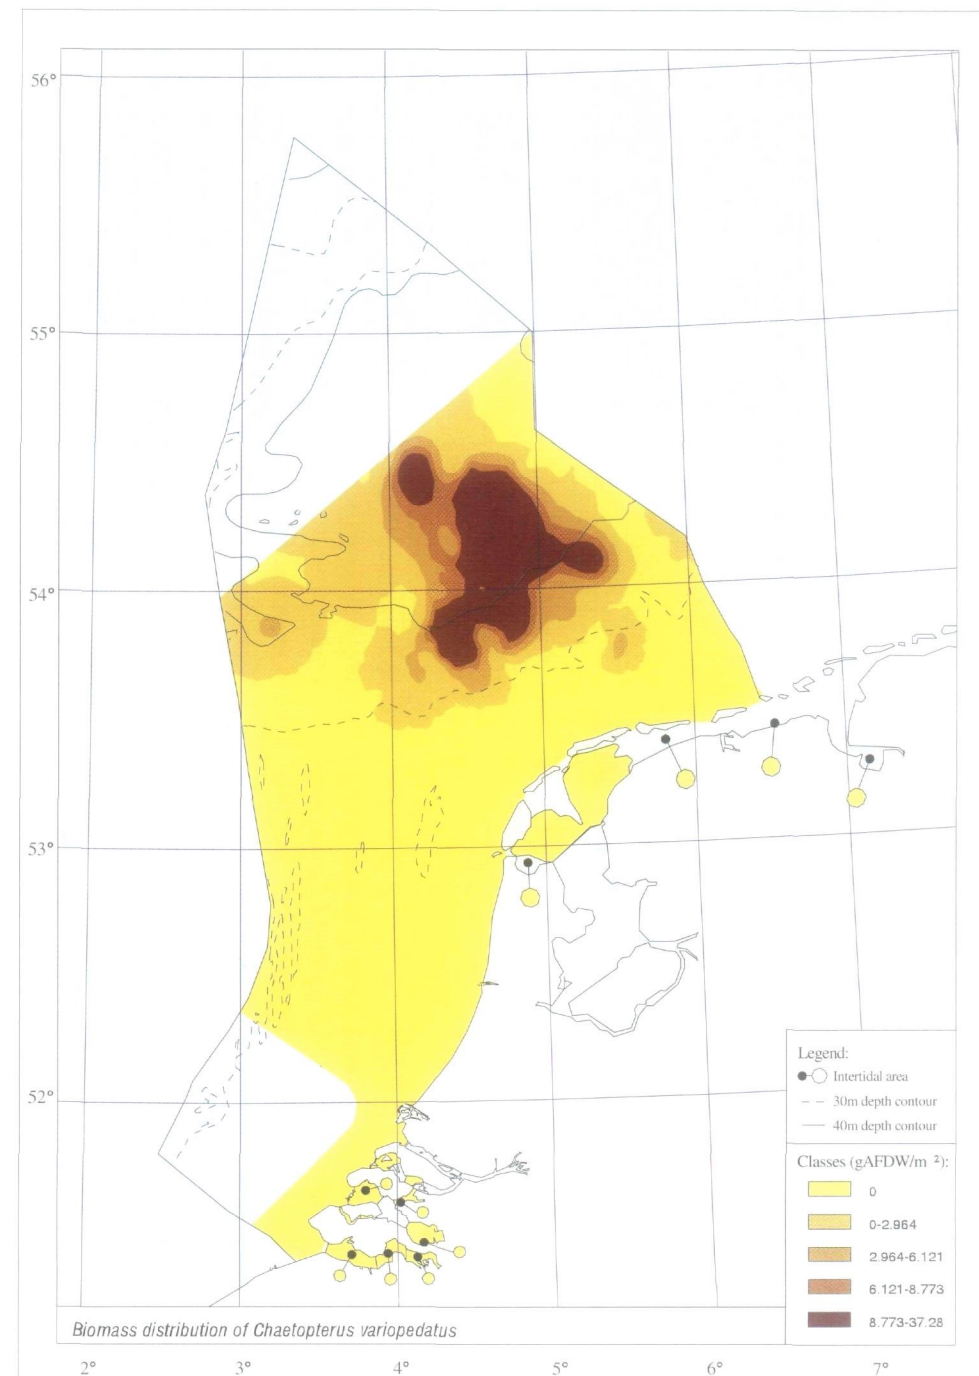 56°
55°
54°
53°
52°
Legend:
Intertidal area
30m depth contour
40m depth contour
Classes (gAFDW/m ²):
0
0-2.964
2.964-6.121
6.121-8.773
8.773-37.28
Biomass distribution of Chaetopterus variopedatus
2°
3°
4°
5°
6°
7°